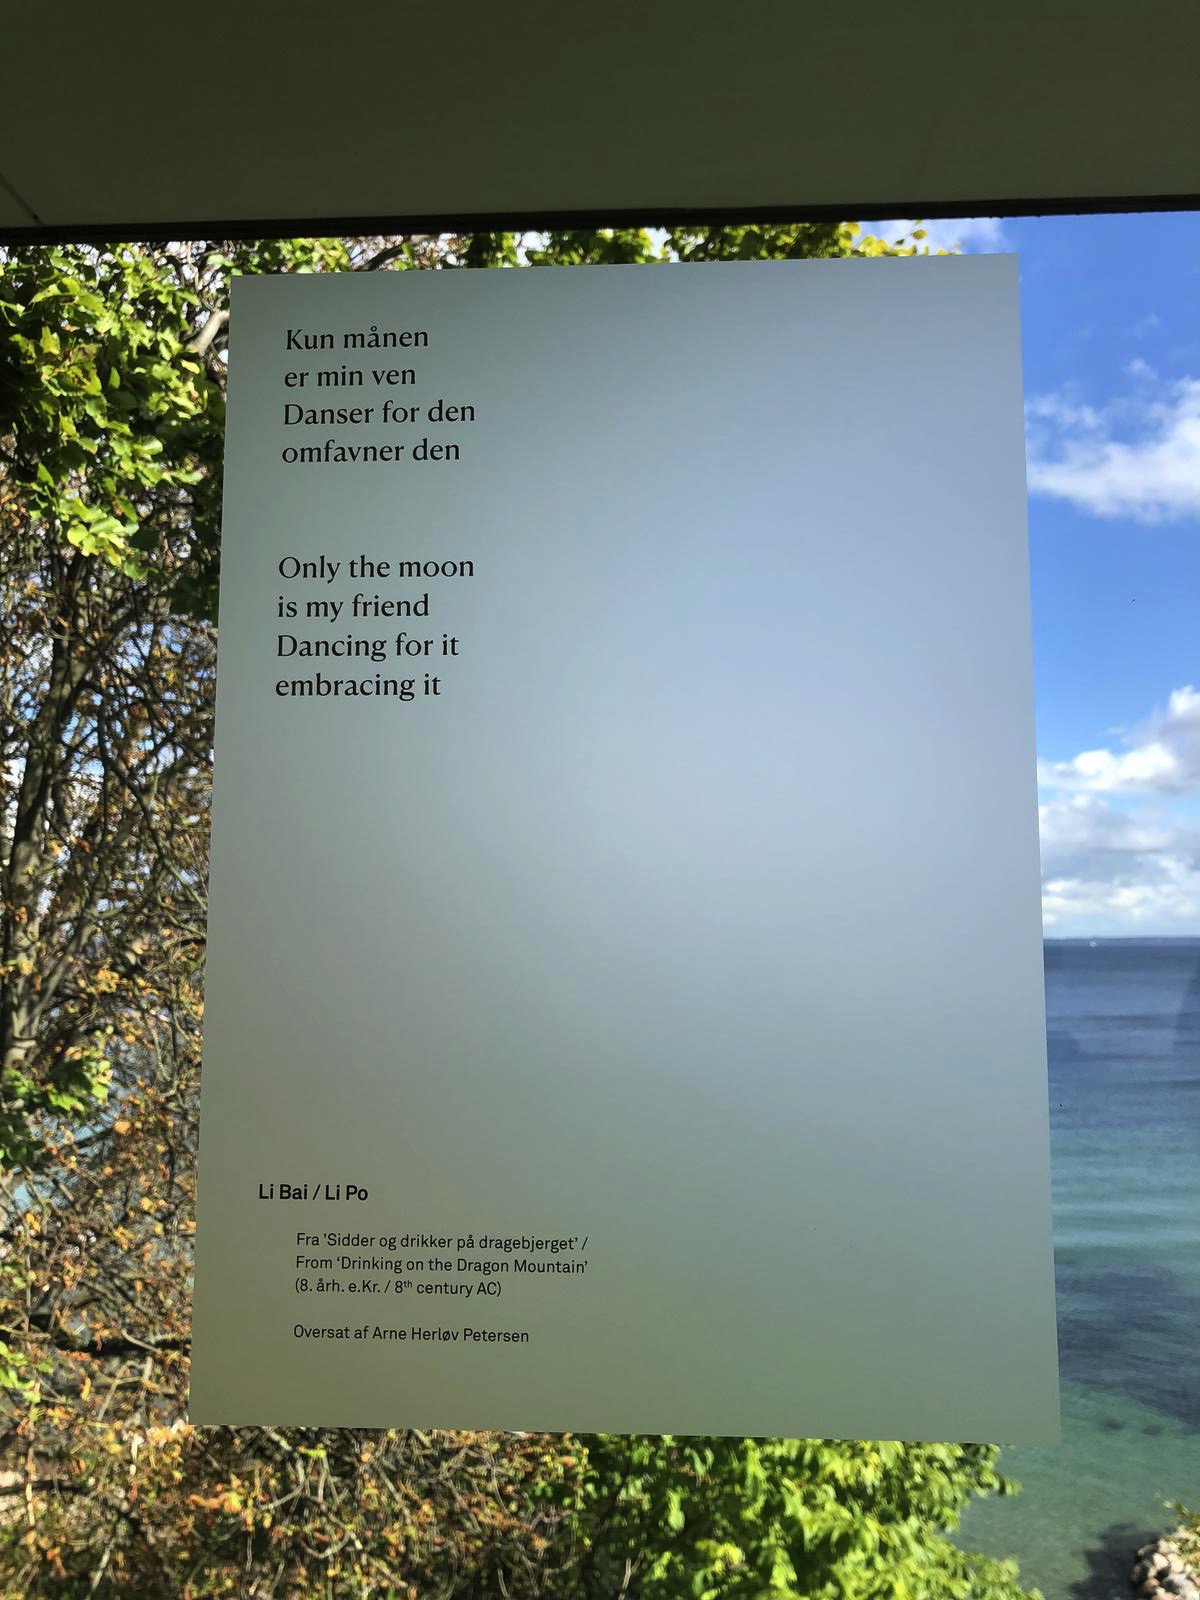 Kun månen
er min ven
Danser for den
omfavner den
Only the moon
is my friend
Dancing for it
embracing it
Li Bai / Li Po
Fra ’Sidder og drikker på dragebjerget’ /
From ‘Drinking on the Dragon Mountain’
(8. årh. e.Kr. / 8th century AC)
Oversat af Arne Herløv Petersen